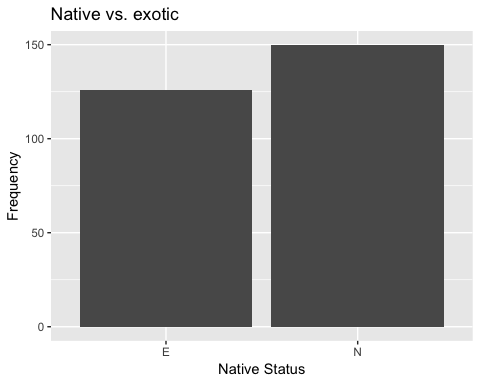 Native vs. exotic
150
100
50
0
Frequency
E N
Native Status